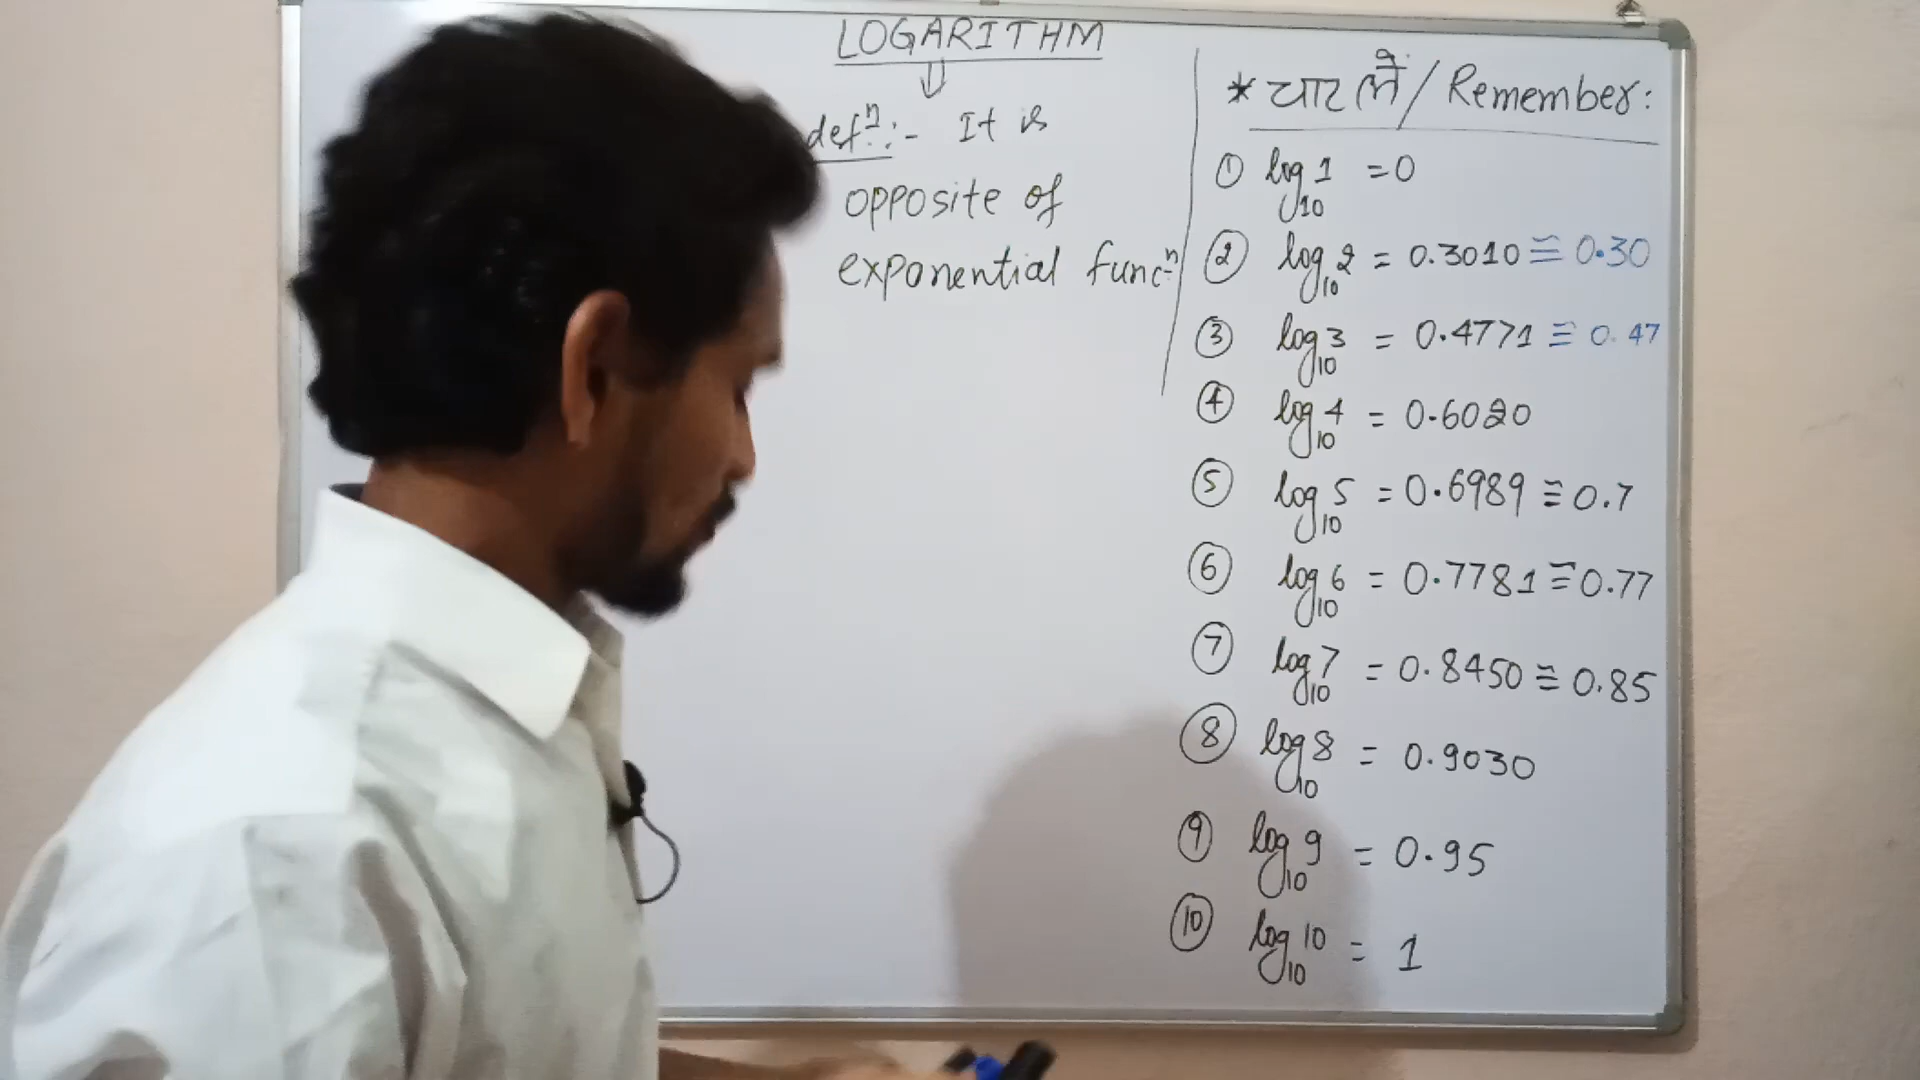 LOGARITHM
⇓
defⁿ:- It is
opposite of
exponential funcⁿ
* याद लें / Remember:
① log₁₀ 1 = 0
② log₁₀ 2 = 0.3010 ≅ 0.30
③ log₁₀ 3 = 0.4771 ≅ 0.47
④ log₁₀ 4 = 0.6020
⑤ log₁₀ 5 = 0.6989 ≅ 0.7
⑥ log₁₀ 6 = 0.7781 ≅ 0.77
⑦ log₁₀ 7 = 0.8450 ≅ 0.85
⑧ log₁₀ 8 = 0.9030
⑨ log₁₀ 9 = 0.95
⑩ log₁₀ 10 = 1